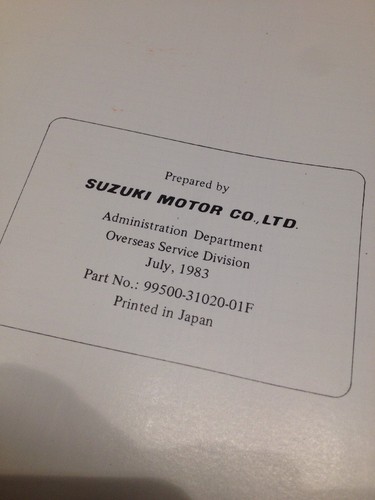 Prepared by
SUZUKI MOTOR CO.,LTD.
Administration Department
Overseas Service Division
July, 1983
Part No.: 99500-31020-01F
Printed in Japan